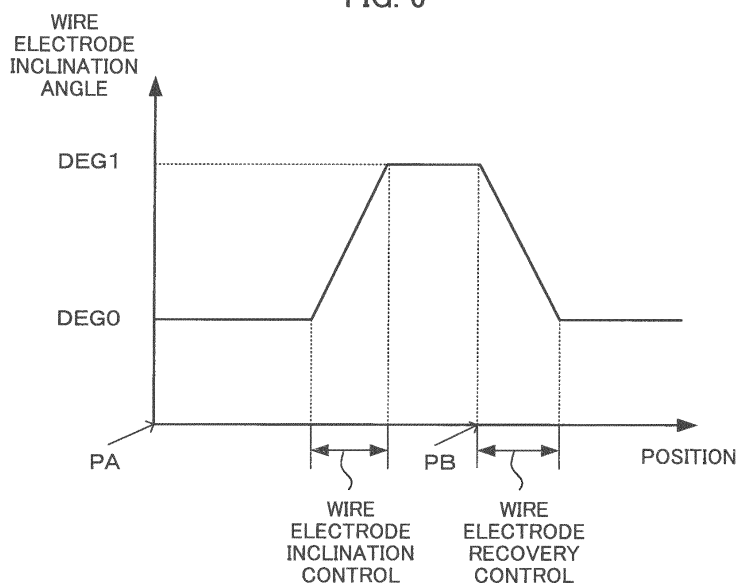 WIRE
ELECTRODE
INCLINATION
ANGLE
DEG1
DEG0
PA
PB
POSITION
WIRE
ELECTRODE
INCLINATION
CONTROL
WIRE
ELECTRODE
RECOVERY
CONTROL